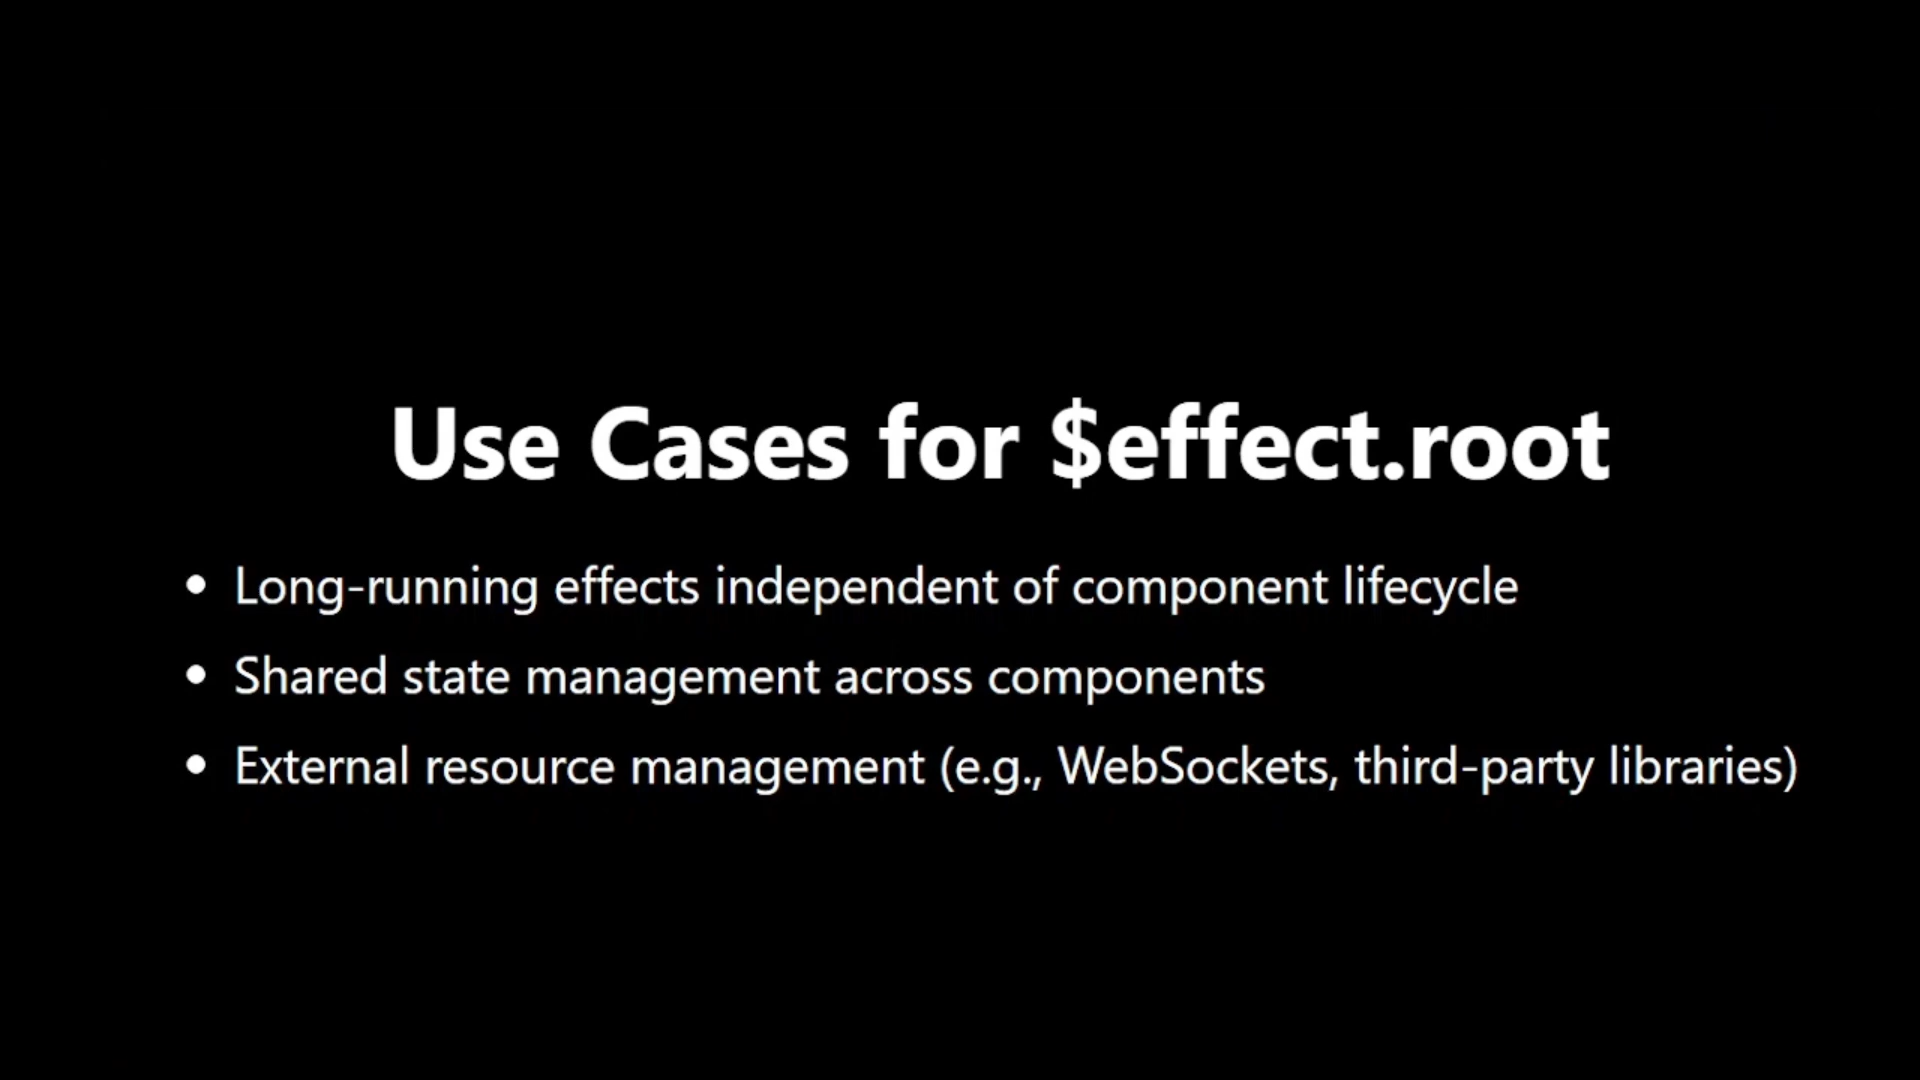 Use Cases for $effect.root
• Long-running effects independent of component lifecycle
• Shared state management across components
• External resource management (e.g., WebSockets, third-party libraries)